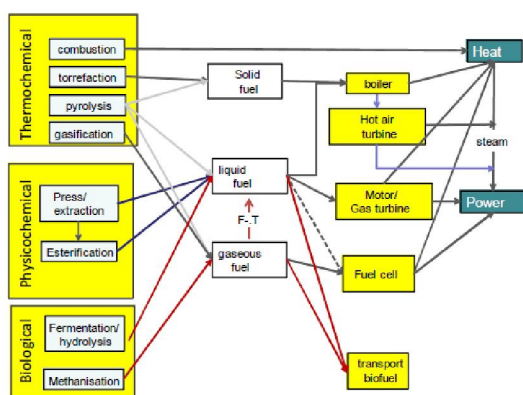 Thermochemical
combustion
torrefaction
pyrolysis
gasification
Physicochemical
Press/
extraction
Esterification
Biological
Fermentation/
hydrolysis
Methanisation
Solid
fuel
liquid
fuel
F-.T
gaseous
fuel
boiler
Hot air
turbine
Motor/
Gas turbine
Fuel cell
transport
biofuel
Heat
steam
Power